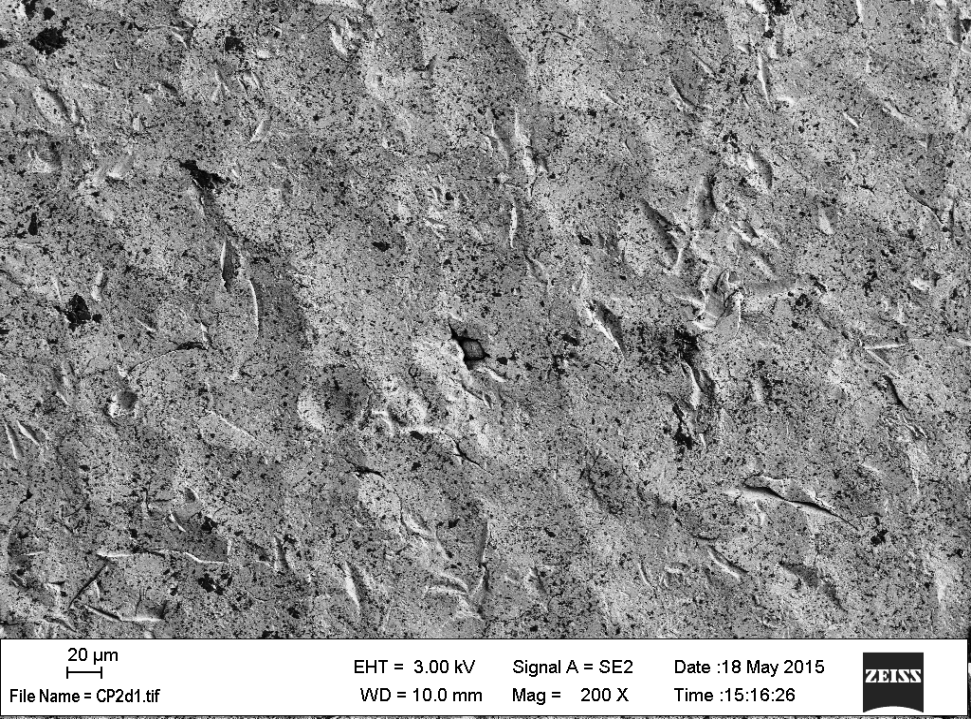 20 µm
EHT = 3.00 kV Signal A = SE2 Date :18 May 2015
File Name = CP2d1.tif WD = 10.0 mm Mag = 200 X Time :15:16:26
ZEISS